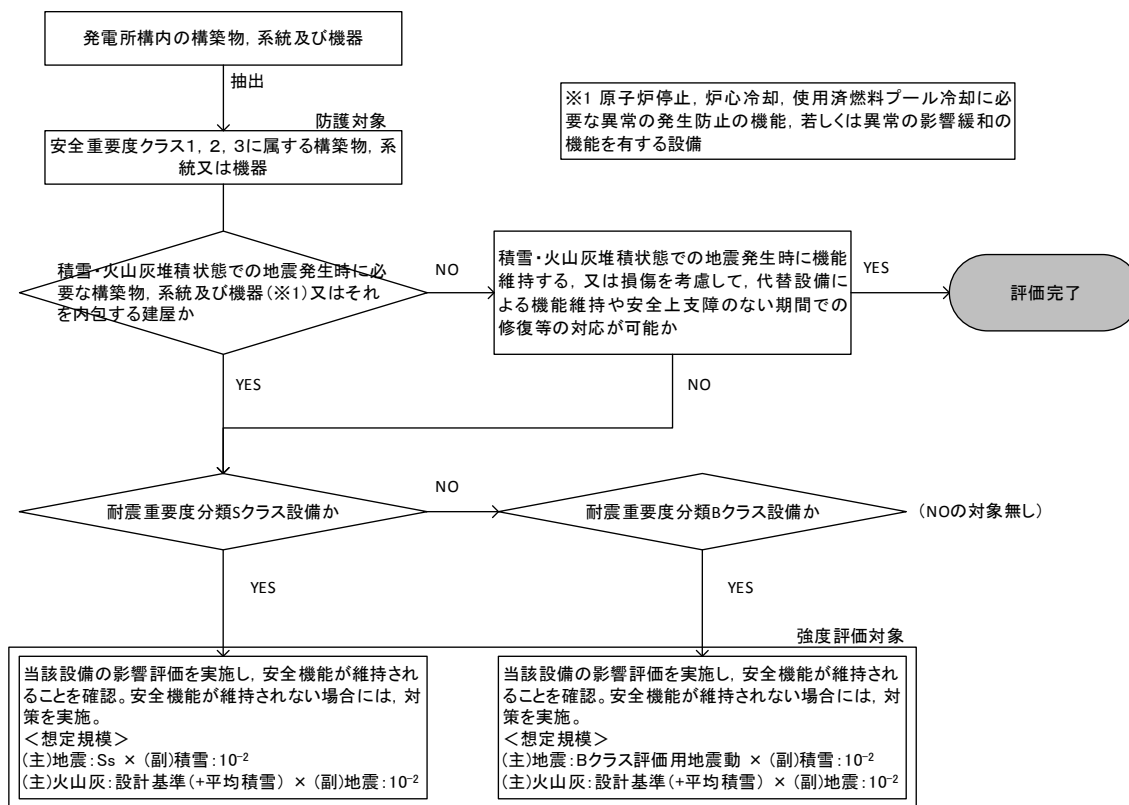 発電所構内の構築物，系統及び機器
抽出
※1 原子炉停止，炉心冷却，使用済燃料プール冷却に必
要な異常の発生防止の機能，若しくは異常の影響緩和の
機能を有する設備
防護対象
安全重要度クラス1，2，3に属する構築物，系
統又は機器
積雪・火山灰堆積状態での地震発生時に必
要な構築物，系統及び機器（※1）又はそれ
を内包する建屋か
NO
積雪・火山灰堆積状態での地震発生時に機能
維持する，又は損傷を考慮して，代替設備
による機能維持や安全上支障のない期間での
修復等の対応が可能か
YES
評価完了
YES
NO
耐震重要度分類Sクラス設備か
NO
耐震重要度分類Bクラス設備か
（NOの対象無し）
YES
YES
強度評価対象
当該設備の影響評価を実施し，安全機能が維持され
ることを確認。安全機能が維持されない場合には，対
策を実施。
＜想定規模＞
(主)地震：Ss × (副)積雪：10⁻²
(主)火山灰：設計基準（+平均積雪） × (副)地震：10⁻²
当該設備の影響評価を実施し，安全機能が維持され
ることを確認。安全機能が維持されない場合には，対
策を実施。
＜想定規模＞
(主)地震：Bクラス評価用地震動 × (副)積雪：10⁻²
(主)火山灰：設計基準（+平均積雪） × (副)地震：10⁻²